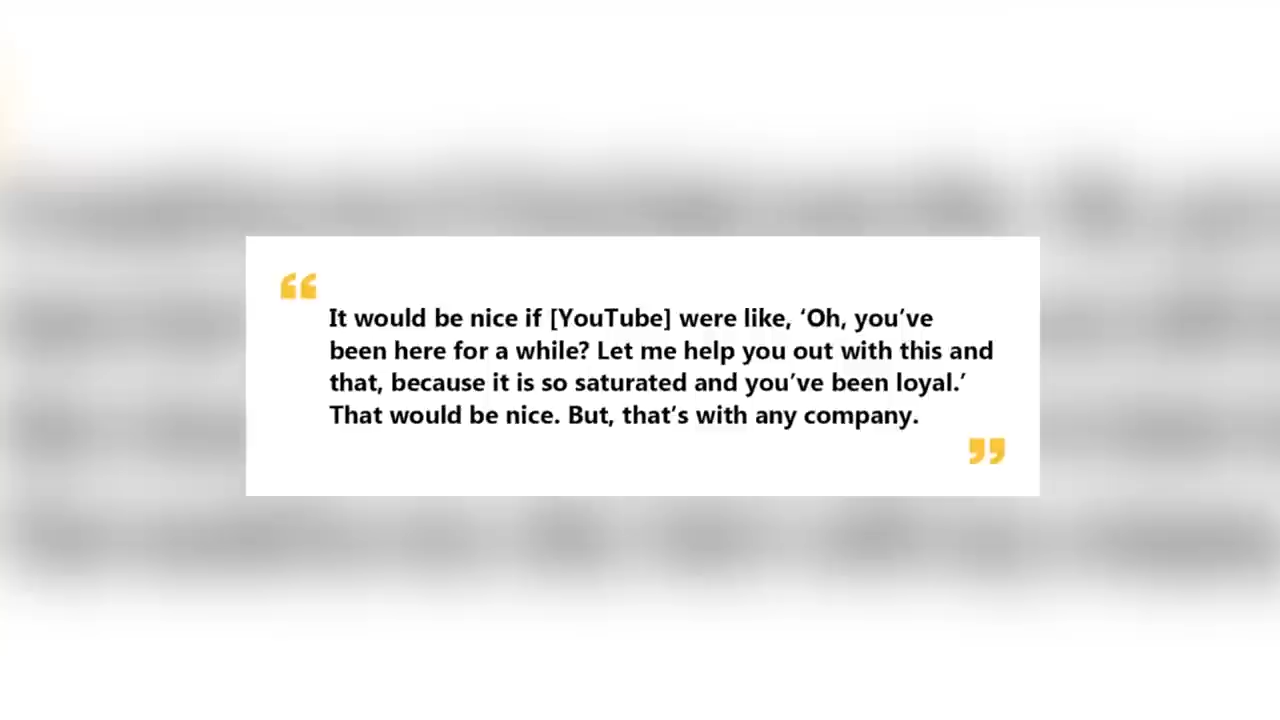 “
It would be nice if [YouTube] were like, ‘Oh, you’ve
been here for a while? Let me help you out with this and
that, because it is so saturated and you’ve been loyal.’
That would be nice. But, that’s with any company.
”